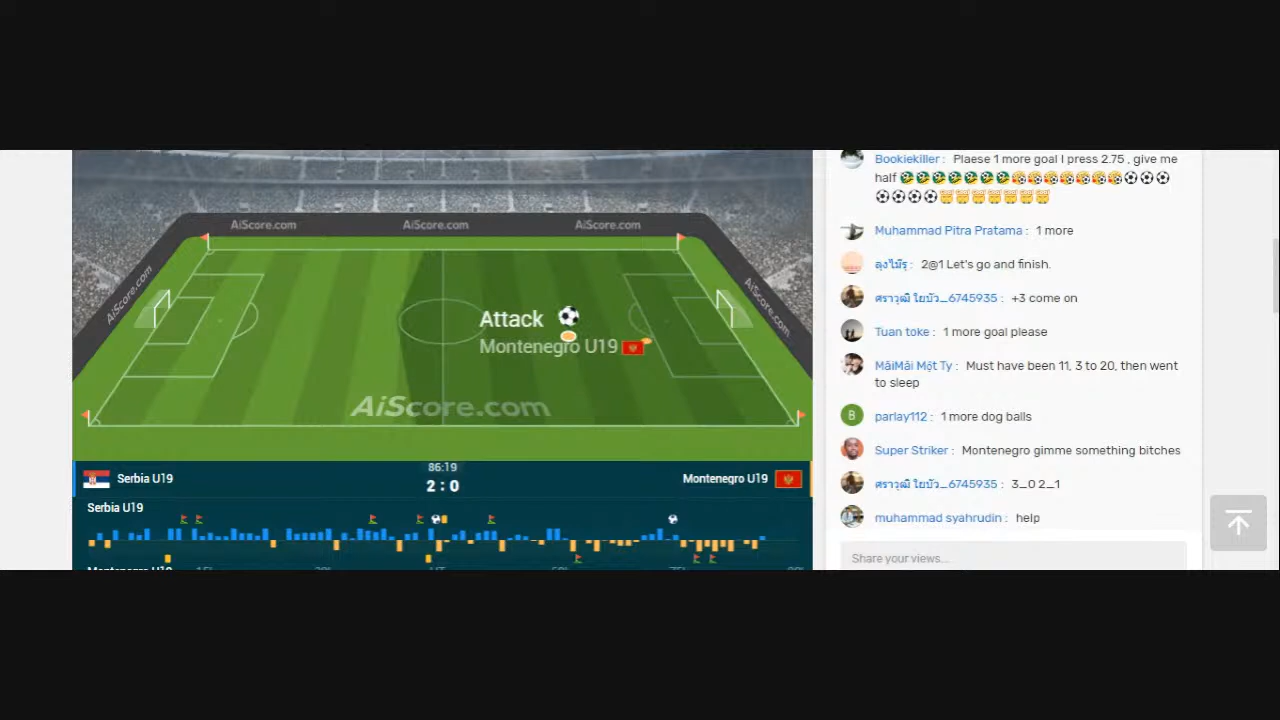 Bookiekiller : Plaese 1 more goal I press 2.75 , give me
half
AiScore.com AiScore.com AiScore.com
Muhammad Pitra Pratama : 1 more
ลุงไม้รุ : 2@1 Let's go and finish.
AiScore.com
AiScore.com
ศราวุฒิ ใยบัว_6745935 : +3 come on
Attack
Montenegro U19
Tuan toke : 1 more goal please
MãiMãi Một Ty : Must have been 11, 3 to 20, then went
to sleep
AiScore.com
parlay112 : 1 more dog balls
B
Super Striker : Montenegro gimme something bitches
86:19
Serbia U19
2 : 0
Montenegro U19
ศราวุฒิ ใยบัว_6745935 : 3_0 2_1
Serbia U19
muhammad syahrudin : help
Share your views...
Montenegro U19